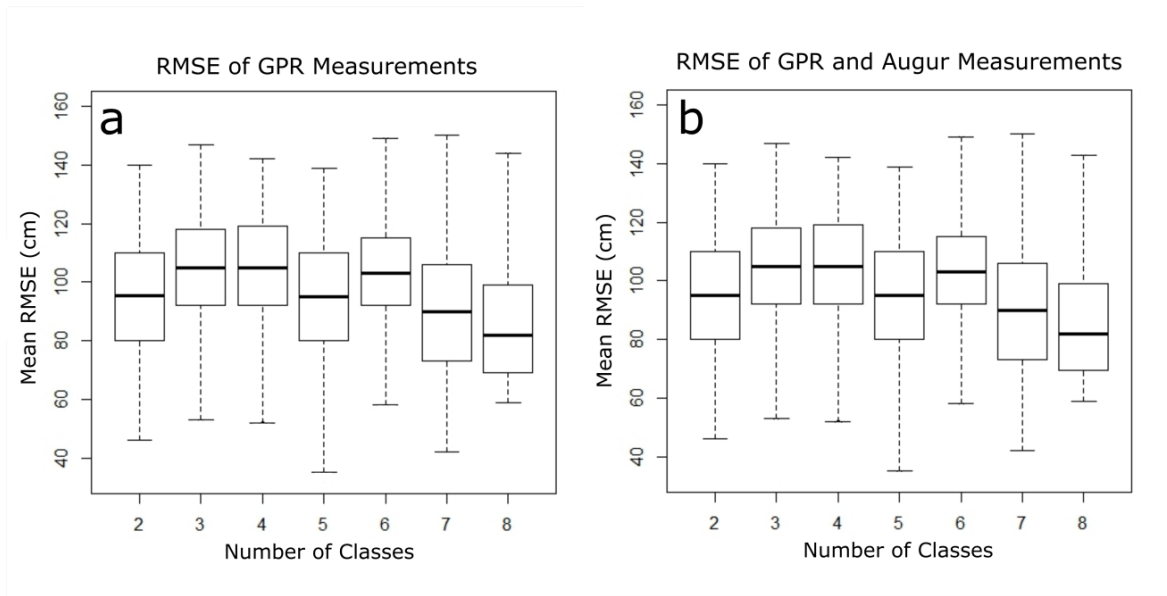 RMSE of GPR Measurements
a
160
140
120
100
80
60
40
Mean RMSE (cm)
2 3 4 5 6 7 8
Number of Classes
RMSE of GPR and Augur Measurements
b
160
140
120
100
80
60
40
Mean RMSE (cm)
2 3 4 5 6 7 8
Number of Classes